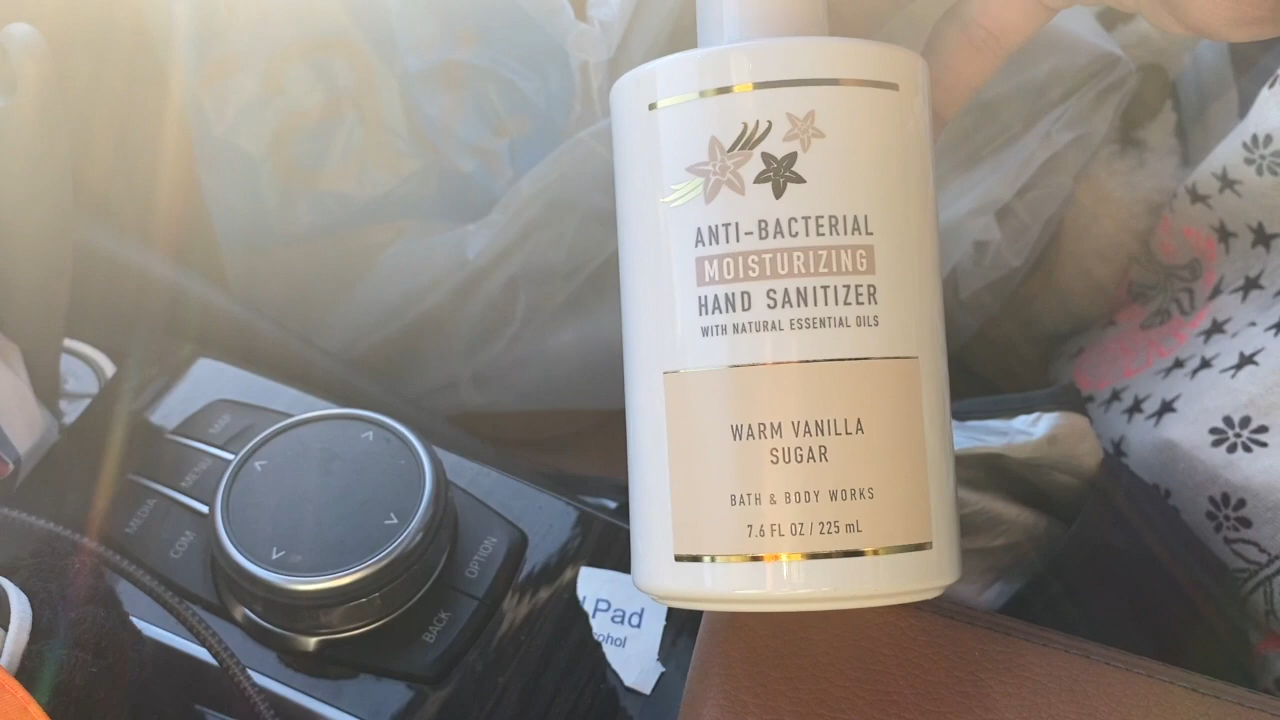 ANTI-BACTERIAL
MOISTURIZING
HAND SANITIZER
WITH NATURAL ESSENTIAL OILS
WARM VANILLA
SUGAR
BATH & BODY WORKS
7.6 FL OZ / 225 mL
MAP
MENU
MEDIA
COM
OPTION
BACK
Pad
ohol